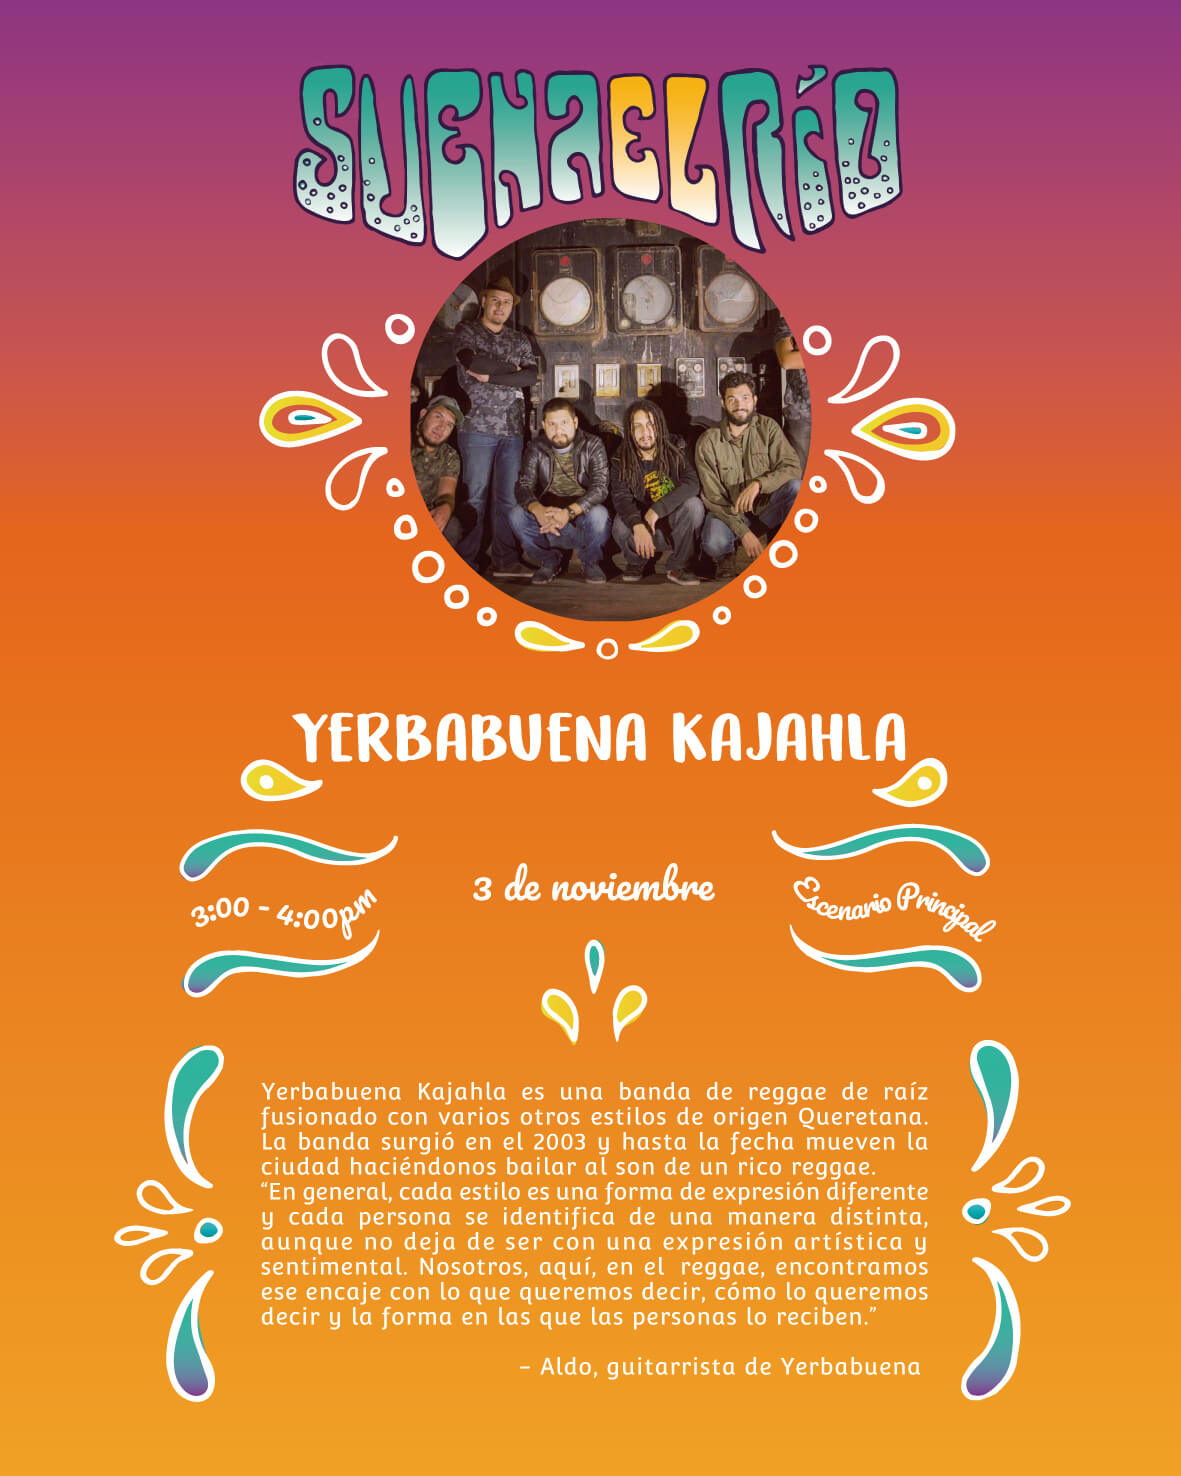 SUENA EL RÍO
YERBABUENA KAJAHLA
3:00 - 4:00pm
3 de noviembre
Escenario Principal
Yerbabuena Kajahla es una banda de reggae de raíz
fusionado con varios otros estilos de origen Queretana.
La banda surgió en el 2003 y hasta la fecha mueven la
ciudad haciéndonos bailar al son de un rico reggae.
“En general, cada estilo es una forma de expresión diferente
y cada persona se identifica de una manera distinta,
aunque no deja de ser con una expresión artística y
sentimental. Nosotros, aquí, en el reggae, encontramos
ese encaje con lo que queremos decir, cómo lo queremos
decir y la forma en las que las personas lo reciben.”
– Aldo, guitarrista de Yerbabuena